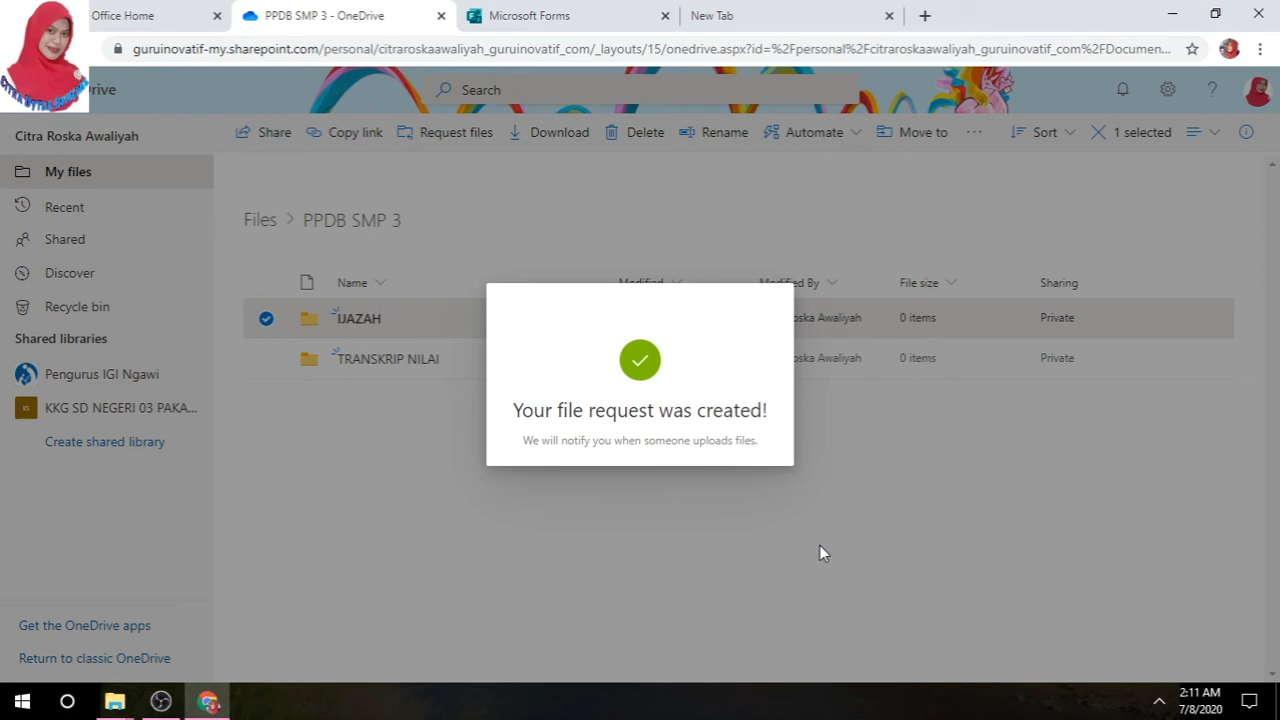 Office Home
PPDB SMP 3 - OneDrive
Microsoft Forms
New Tab
guruinovatif-my.sharepoint.com/personal/citraroskaawaliyah_guruinovatif_com/_layouts/15/onedrive.aspx?id=%2Fpersonal%2Fcitraroskaawaliyah_guruinovatif_com%2FDocumen...
Drive
Search
Citra Roska Awaliyah
Share
Copy link
Request files
Download
Delete
Rename
Automate
Move to
Sort
1 selected
My files
Recent
Shared
Discover
Recycle bin
Shared libraries
Pengurus IGI Ngawi
KS
KKG SD NEGERI 03 PAKA...
Create shared library
Files > PPDB SMP 3
Name
Modified
Modified By
File size
Sharing
IJAZAH
oska Awaliyah
0 items
Private
TRANSKRIP NILAI
oska Awaliyah
0 items
Private
Your file request was created!
We will notify you when someone uploads files.
Get the OneDrive apps
Return to classic OneDrive
2:11 AM
7/8/2020